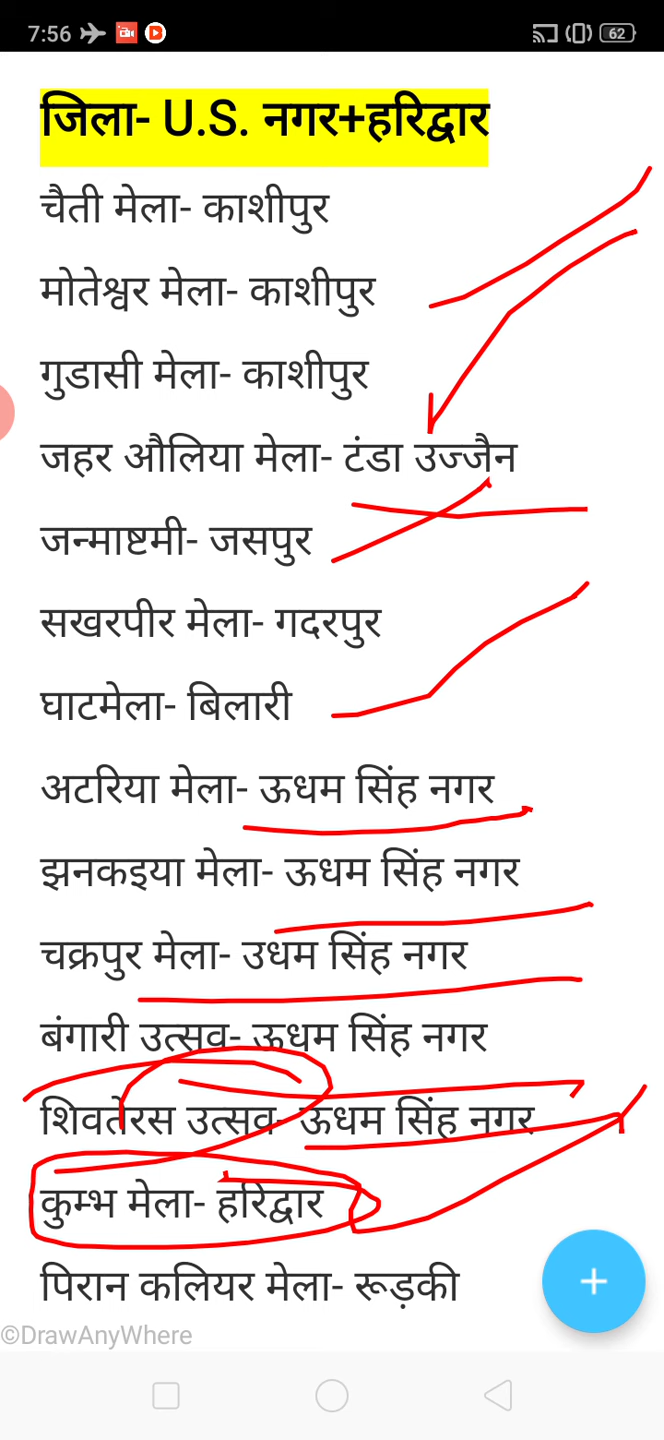 7:56
62
जिला- U.S. नगर+हरिद्वार
चैती मेला- काशीपुर
मोतेश्वर मेला- काशीपुर
गुडासी मेला- काशीपुर
जहर औलिया मेला- टंडा उज्जैन
जन्माष्टमी- जसपुर
सखरपीर मेला- गदरपुर
घाटमेला- बिलारी
अटरिया मेला- ऊधम सिंह नगर
झनकइया मेला- ऊधम सिंह नगर
चक्रपुर मेला- उधम सिंह नगर
बंगारी उत्सव- ऊधम सिंह नगर
शिवतेरस उत्सव- ऊधम सिंह नगर
कुम्भ मेला- हरिद्वार
पिरान कलियर मेला- रूड़की
©DrawAnyWhere